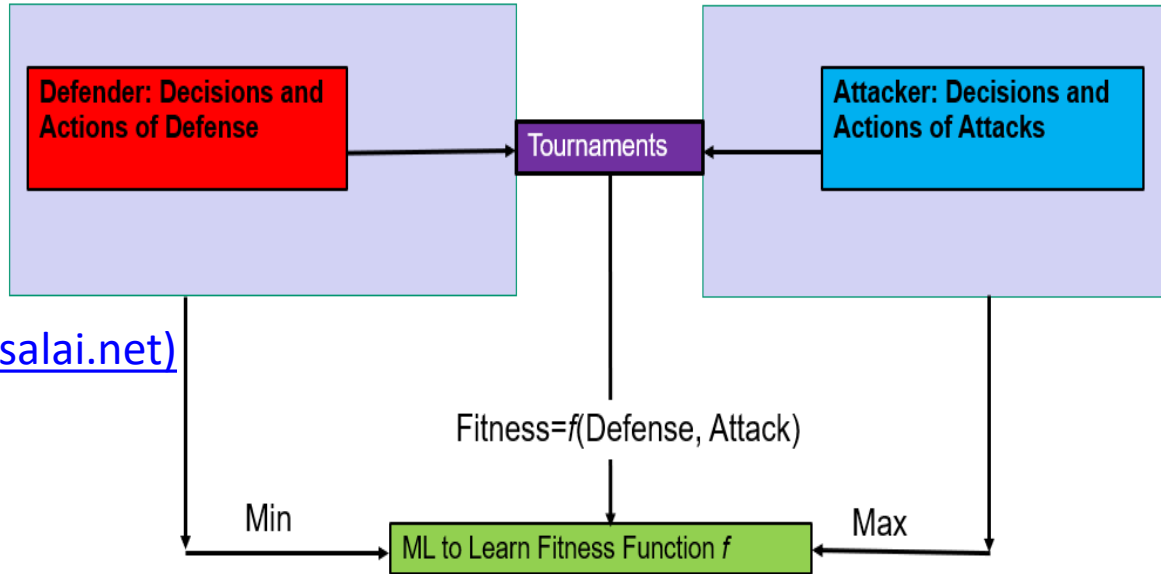 Defender: Decisions and
Actions of Defense
Attacker: Decisions and
Actions of Attacks
Tournaments
salai.net)
Fitness=f(Defense, Attack)
Min
Max
ML to Learn Fitness Function f